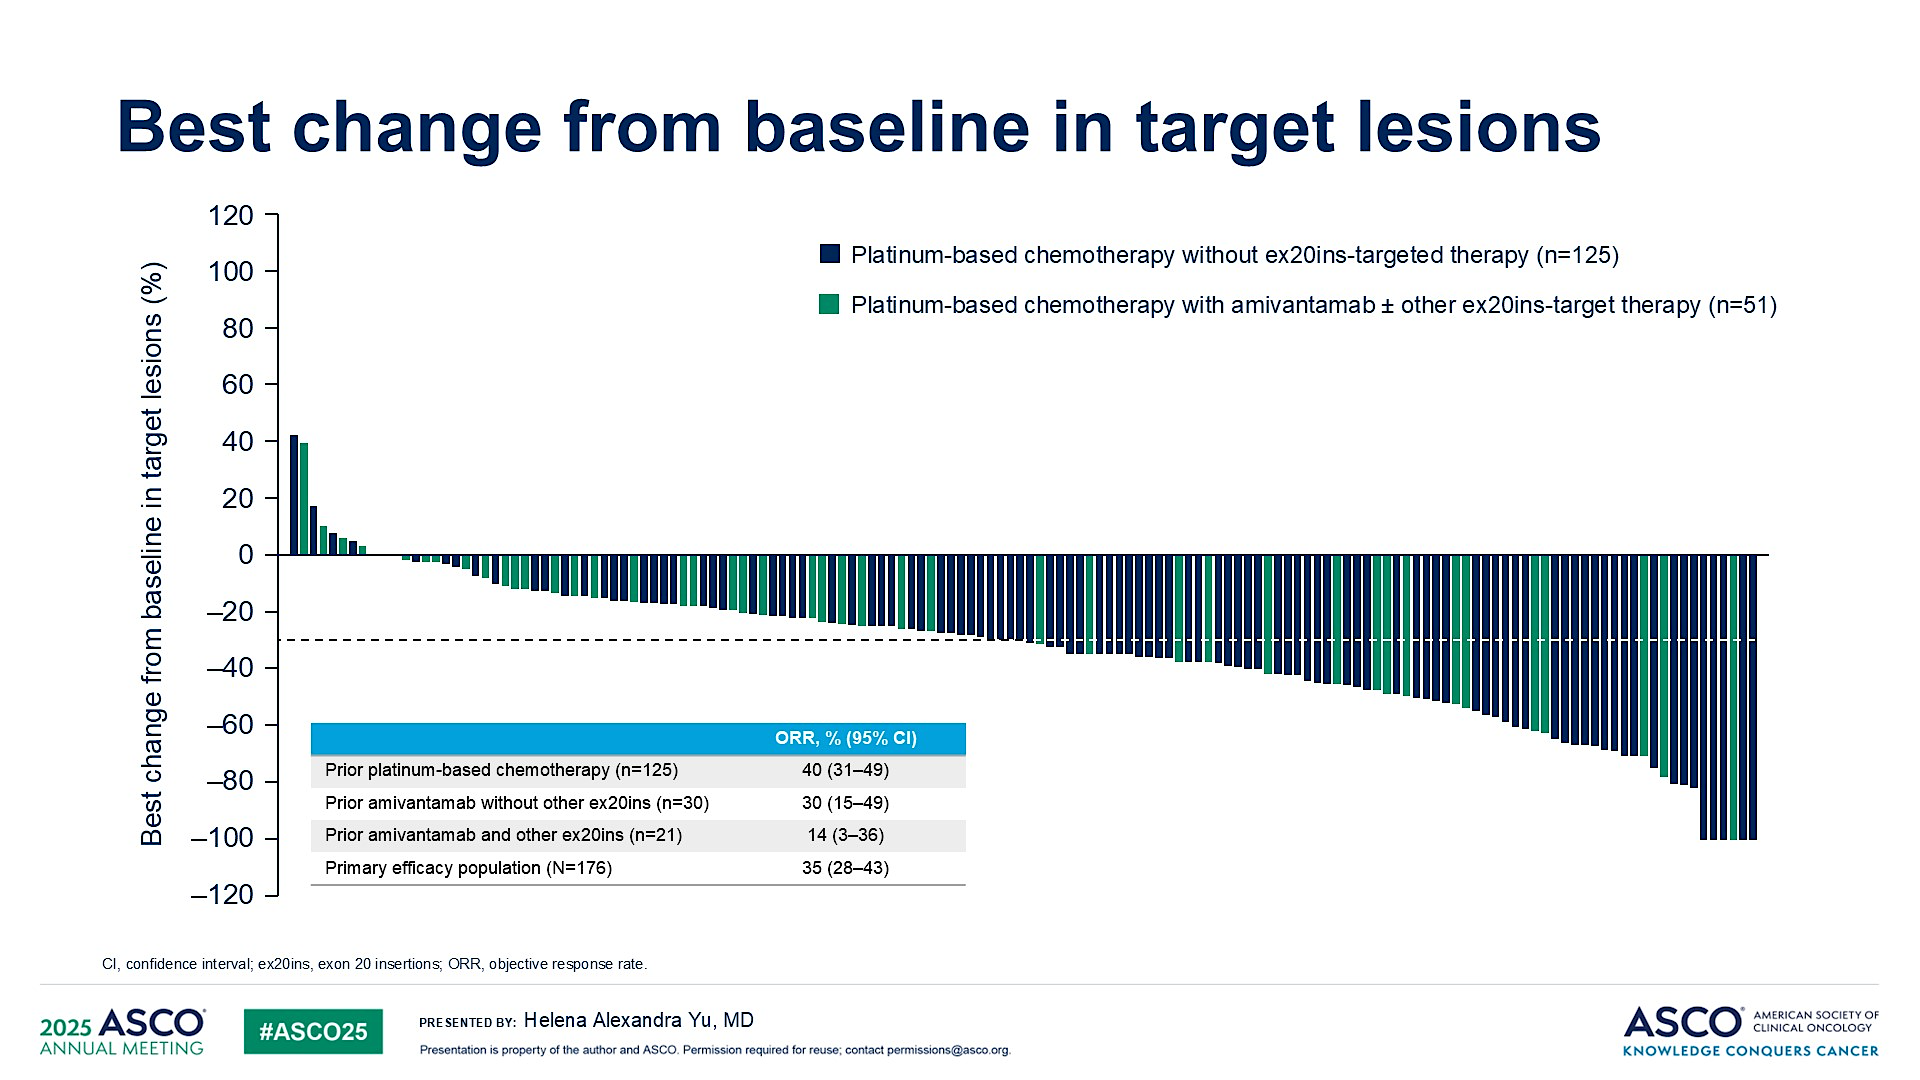 Best change from baseline in target lesions
Best change from baseline in target lesions (%)
120
100
80
60
40
20
0
–20
–40
–60
–80
–100
–120
Platinum-based chemotherapy without ex20ins-targeted therapy (n=125)
Platinum-based chemotherapy with amivantamab ± other ex20ins-target therapy (n=51)
ORR, % (95% CI)
Prior platinum-based chemotherapy (n=125) 40 (31–49)
Prior amivantamab without other ex20ins (n=30) 30 (15–49)
Prior amivantamab and other ex20ins (n=21) 14 (3–36)
Primary efficacy population (N=176) 35 (28–43)
CI, confidence interval; ex20ins, exon 20 insertions; ORR, objective response rate.
2025 ASCO
ANNUAL MEETING
#ASCO25
PRESENTED BY: Helena Alexandra Yu, MD
Presentation is property of the author and ASCO. Permission required for reuse; contact permissions@asco.org.
ASCO AMERICAN SOCIETY OF
CLINICAL ONCOLOGY
KNOWLEDGE CONQUERS CANCER